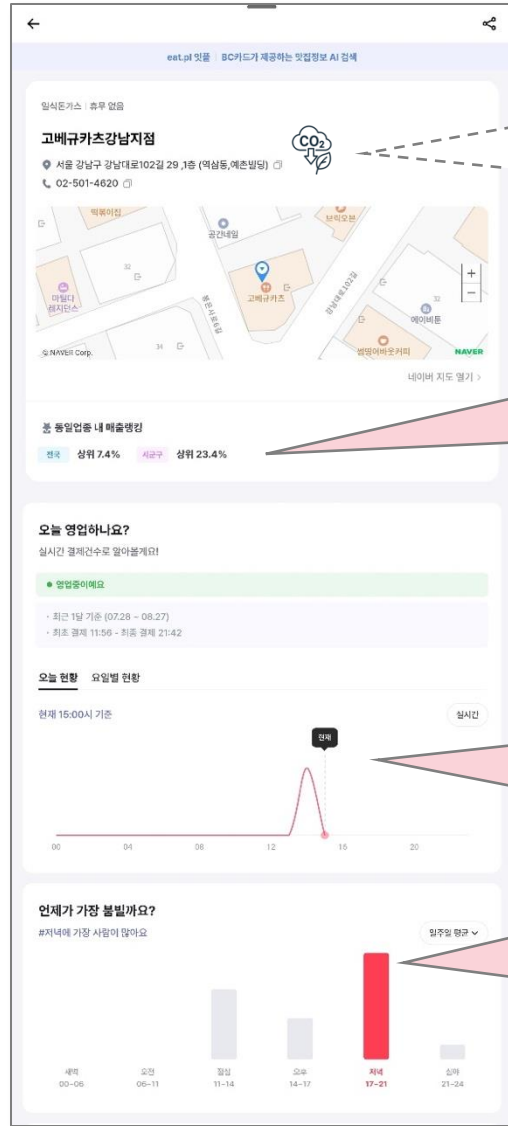 eat.pl 잇플 | BC카드가 제공하는 맛집정보 AI 검색
일식돈가스 | 휴무 없음
고베규카츠강남지점
CO₂
서울 강남구 강남대로102길 29 ,1층 (역삼동,예촌빌딩)
02-501-4620
떡볶이집
공간네일
브릭오븐
32
마틸다
레지던스
고베규카츠
봉은사로6길
강남대로102길
32
에이비툰
34
썸띵어바웃커피
© NAVER Corp.
NAVER
네이버 지도 열기 >
동일업종 내 매출랭킹
전국 상위 7.4% 시군구 상위 23.4%
오늘 영업하나요?
실시간 결제건수로 알아볼게요!
• 영업중이예요
· 최근 1달 기준 (07.28 ~ 08.27)
· 최초 결제 11:56 - 최종 결제 21:42
오늘 현황 요일별 현황
현재 15:00시 기준
실시간
현재
00 04 08 12 16 20
언제가 가장 붐빌까요?
#저녁에 가장 사람이 많아요
일주일 평균
새벽 오전 점심 오후 저녁 심야
00-06 06-11 11-14 14-17 17-21 21-24